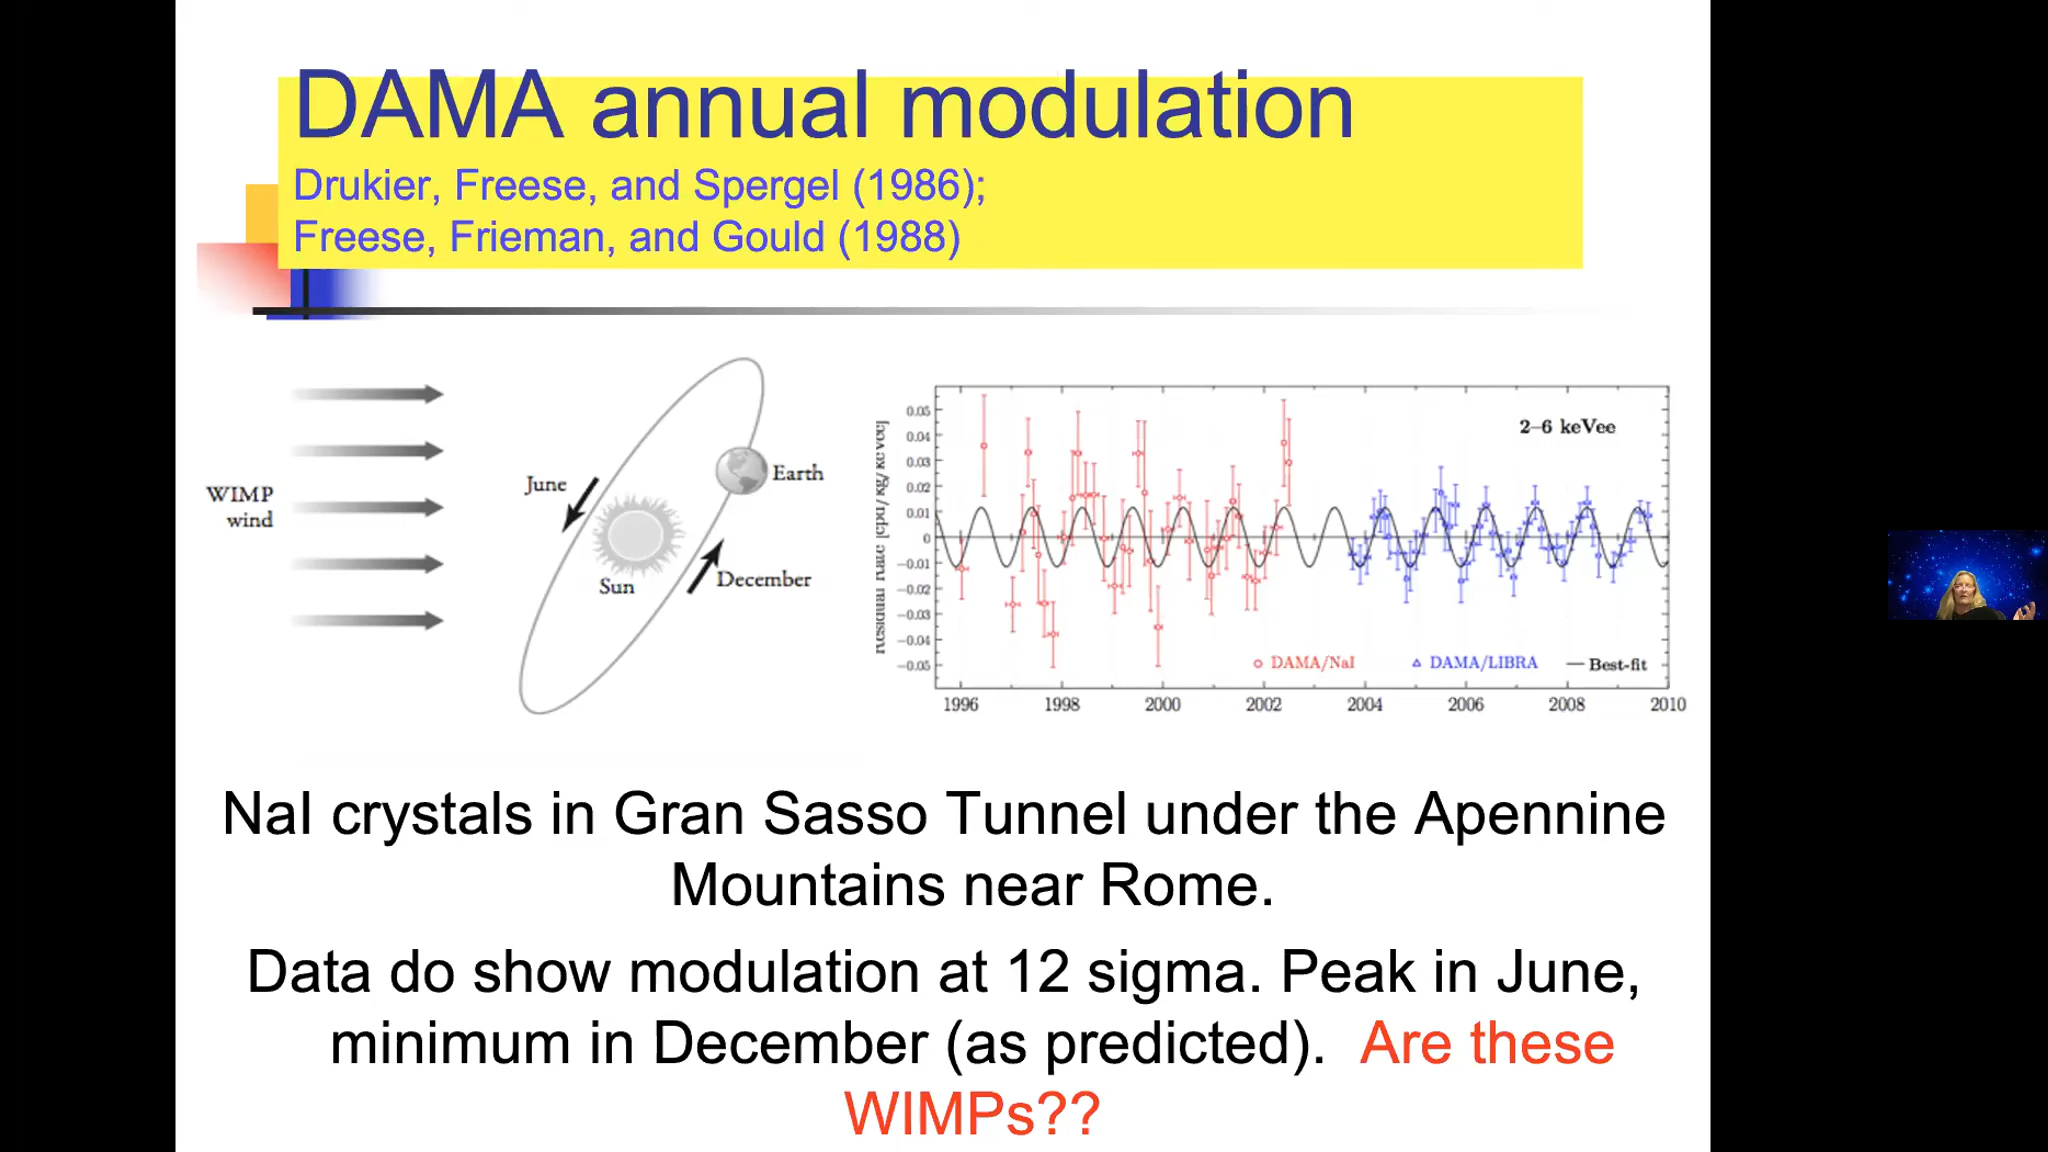 DAMA annual modulation
Drukier, Freese, and Spergel (1986);
Freese, Frieman, and Gould (1988)
WIMP
wind
June
Earth
Sun
December
2–6 keVee
0.05
0.04
0.03
0.02
0.01
0
−0.01
−0.02
−0.03
−0.04
−0.05
DAMA/NaI
DAMA/LIBRA
Best-fit
1996 1998 2000 2002 2004 2006 2008 2010
NaI crystals in Gran Sasso Tunnel under the Apennine
Mountains near Rome.
Data do show modulation at 12 sigma. Peak in June,
minimum in December (as predicted). Are these
WIMPs??